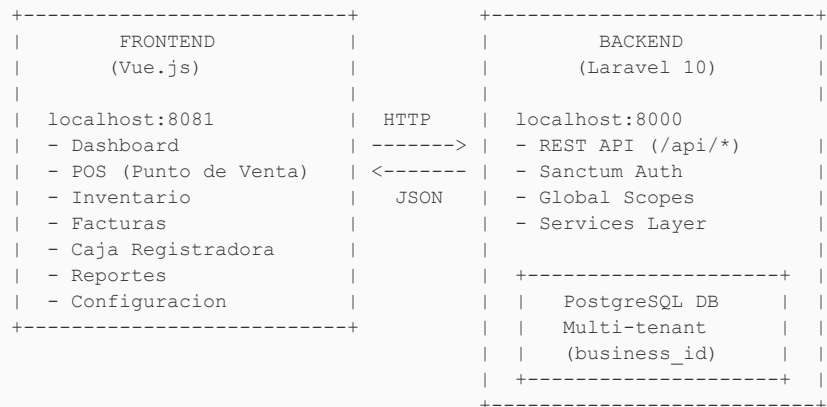 FRONTEND BACKEND
(Vue.js) (Laravel 10)
localhost:8081 HTTP localhost:8000
- Dashboard -------> - REST API (/api/*)
- POS (Punto de Venta) <------- - Sanctum Auth
- Inventario JSON - Global Scopes
- Facturas - Services Layer
- Caja Registradora
- Reportes
- Configuracion PostgreSQL DB
Multi-tenant
(business_id)